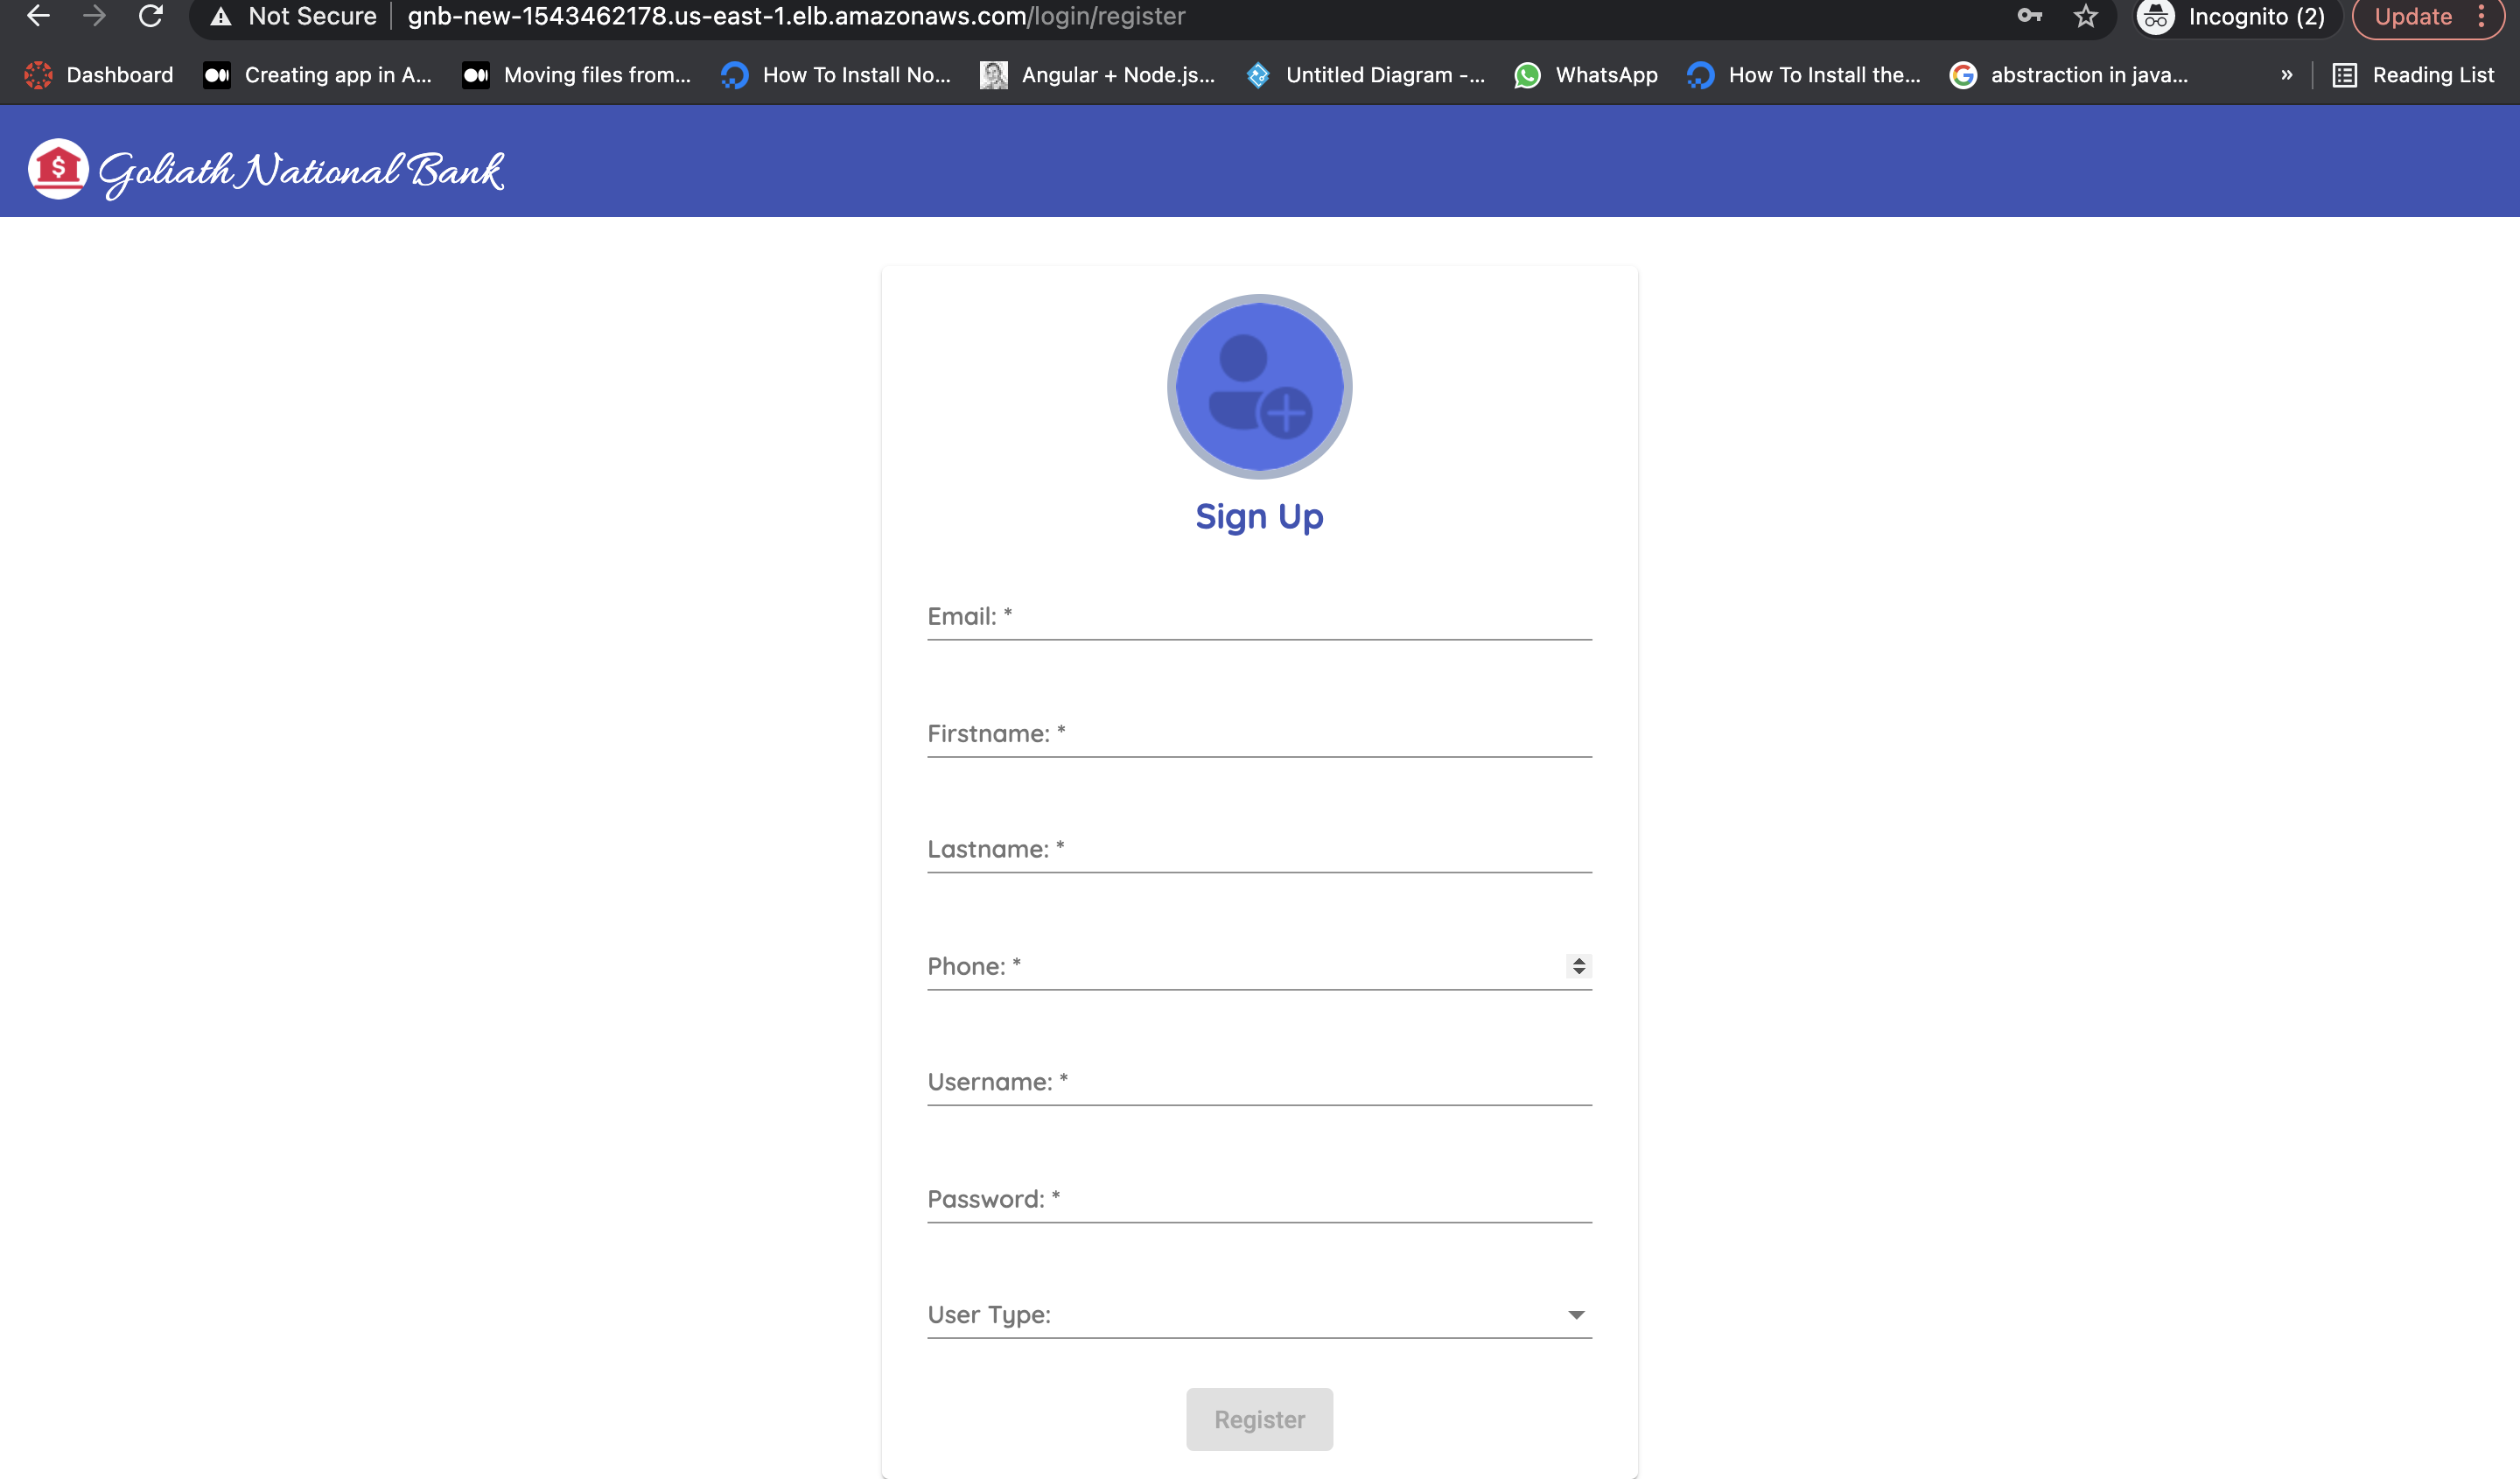 Not Secure gnb-new-1543462178.us-east-1.elb.amazonaws.com/login/register Incognito (2) Update
Dashboard Creating app in A... Moving files from... How To Install No... Angular + Node.js... Untitled Diagram -... WhatsApp How To Install the... abstraction in java... » Reading List
$ Goliath National Bank
Sign Up
Email: *
Firstname: *
Lastname: *
Phone: *
Username: *
Password: *
User Type:
Register